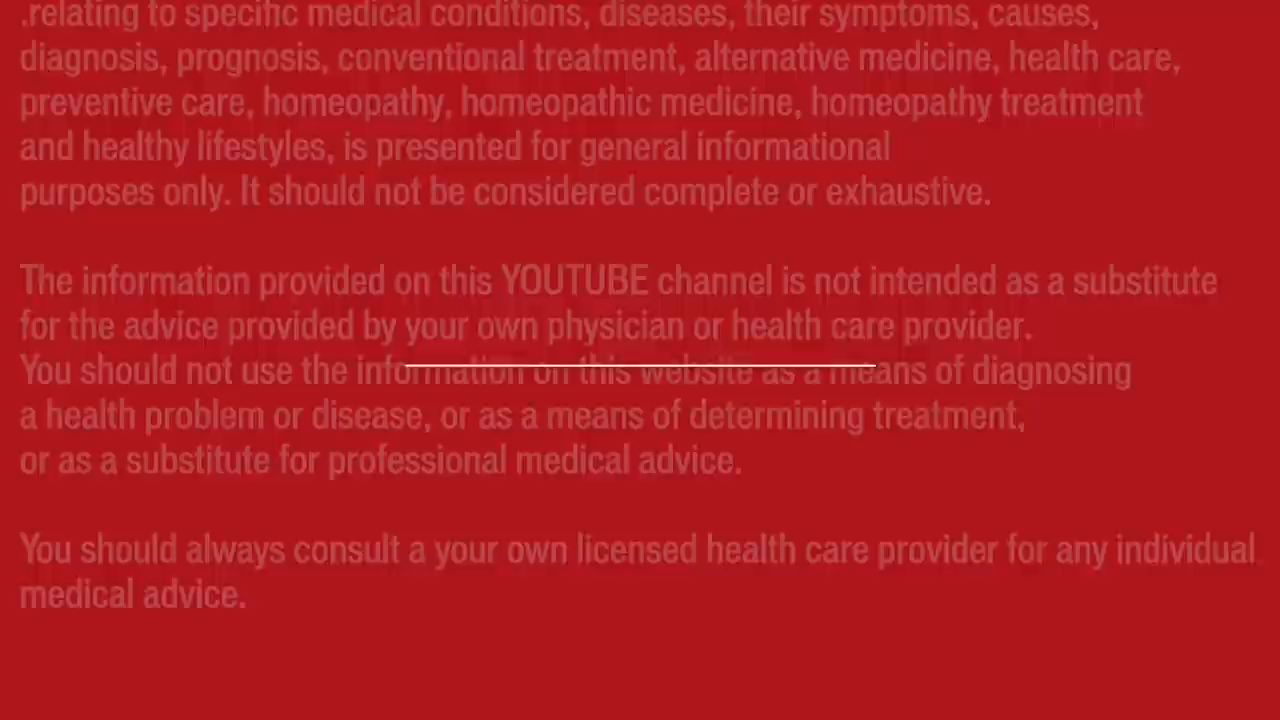 .relating to specific medical conditions, diseases, their symptoms, causes,
diagnosis, prognosis, conventional treatment, alternative medicine, health care,
preventive care, homeopathy, homeopathic medicine, homeopathy treatment
and healthy lifestyles, is presented for general informational
purposes only. It should not be considered complete or exhaustive.
The information provided on this YOUTUBE channel is not intended as a substitute
for the advice provided by your own physician or health care provider.
You should not use the information on this website as a means of diagnosing
a health problem or disease, or as a means of determining treatment,
or as a substitute for professional medical advice.
You should always consult a your own licensed health care provider for any individual
medical advice.